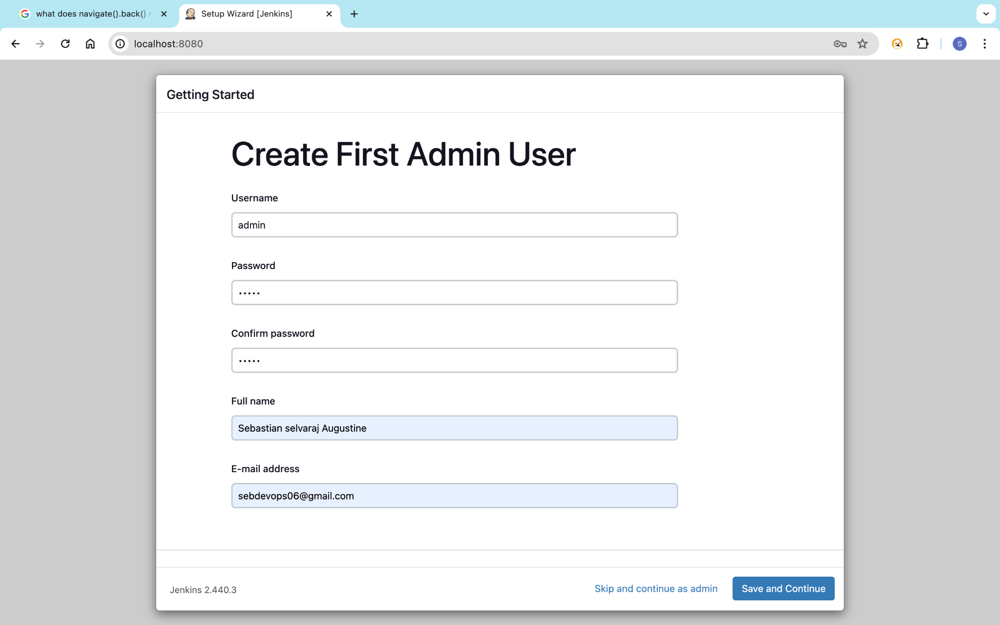 what does navigate().back()
Setup Wizard [Jenkins]
localhost:8080
S
Getting Started
Create First Admin User
Username
admin
Password
•••••
Confirm password
•••••
Full name
Sebastian selvaraj Augustine
E-mail address
sebdevops06@gmail.com
Jenkins 2.440.3
Skip and continue as admin
Save and Continue